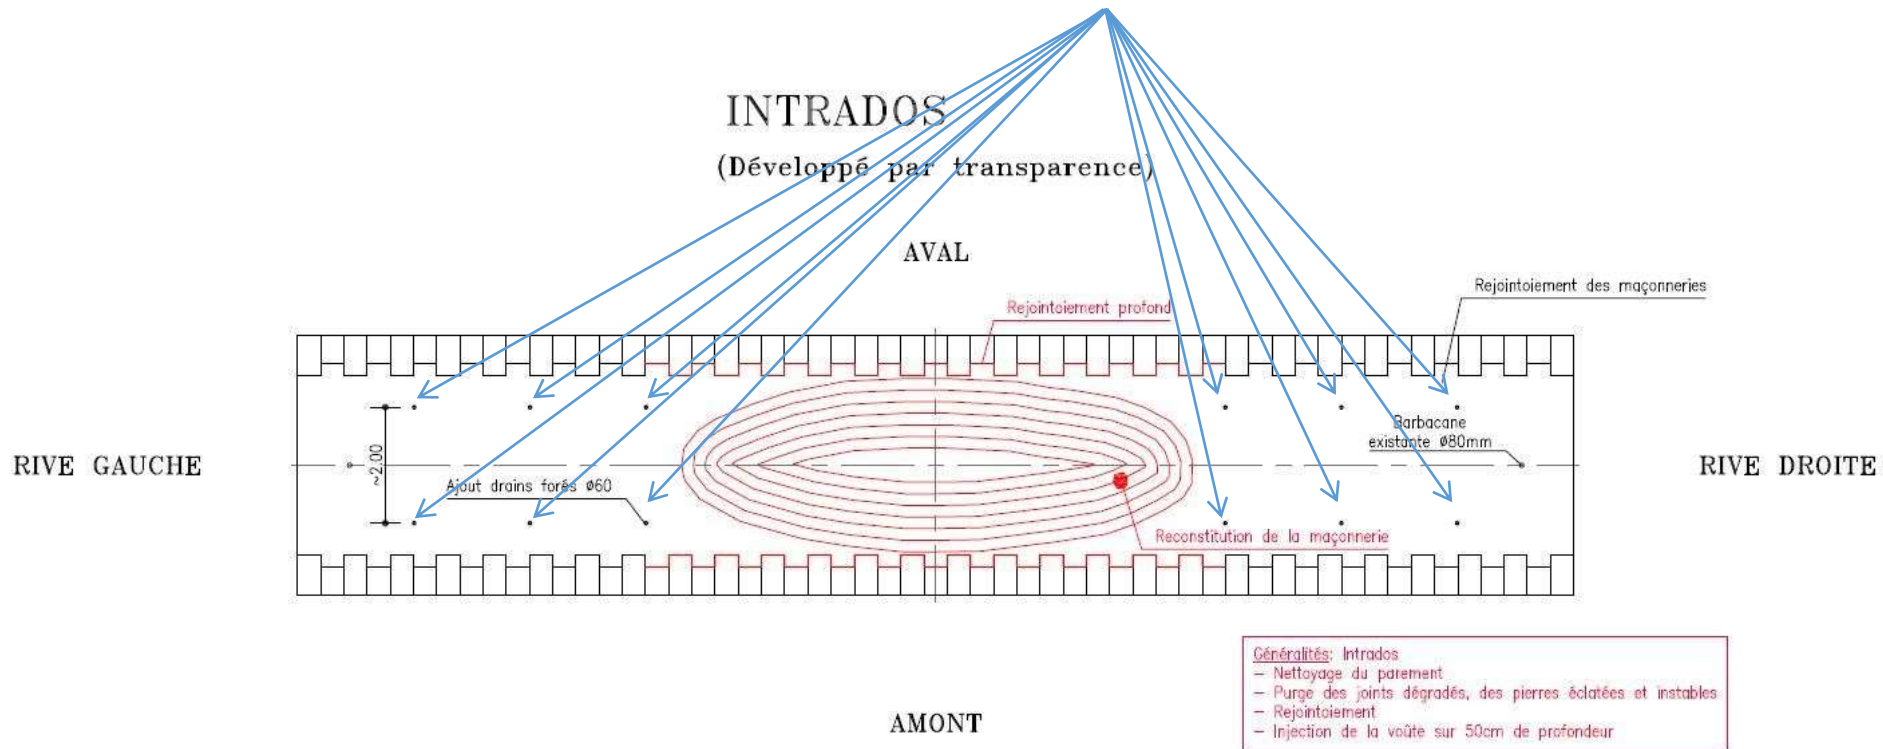 INTRADOS
(Développé par transparence)
AVAL
Rejointoiement des maçonneries
Rejointoiement profond
Barbacane
existante Ø80mm
~2.00
RIVE GAUCHE
RIVE DROITE
Ajout drains forés Ø60
Reconstitution de la maçonnerie
AMONT
Généralités: Intrados
– Nettoyage du parement
– Purge des joints dégradés, des pierres éclatées et instables
– Rejointoiement
– Injection de la voûte sur 50cm de profondeur